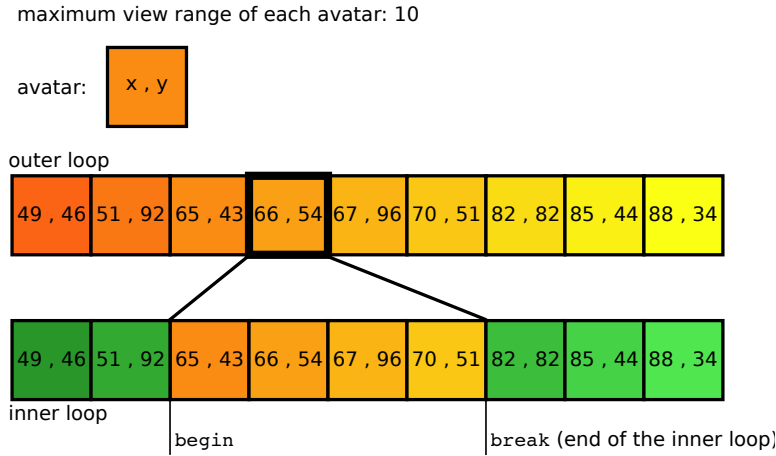 maximum view range of each avatar: 10
avatar:
x , y
outer loop
49 , 46 51 , 92 65 , 43 66 , 54 67 , 96 70 , 51 82 , 82 85 , 44 88 , 34
49 , 46 51 , 92 65 , 43 66 , 54 67 , 96 70 , 51 82 , 82 85 , 44 88 , 34
inner loop
begin
break (end of the inner loop)